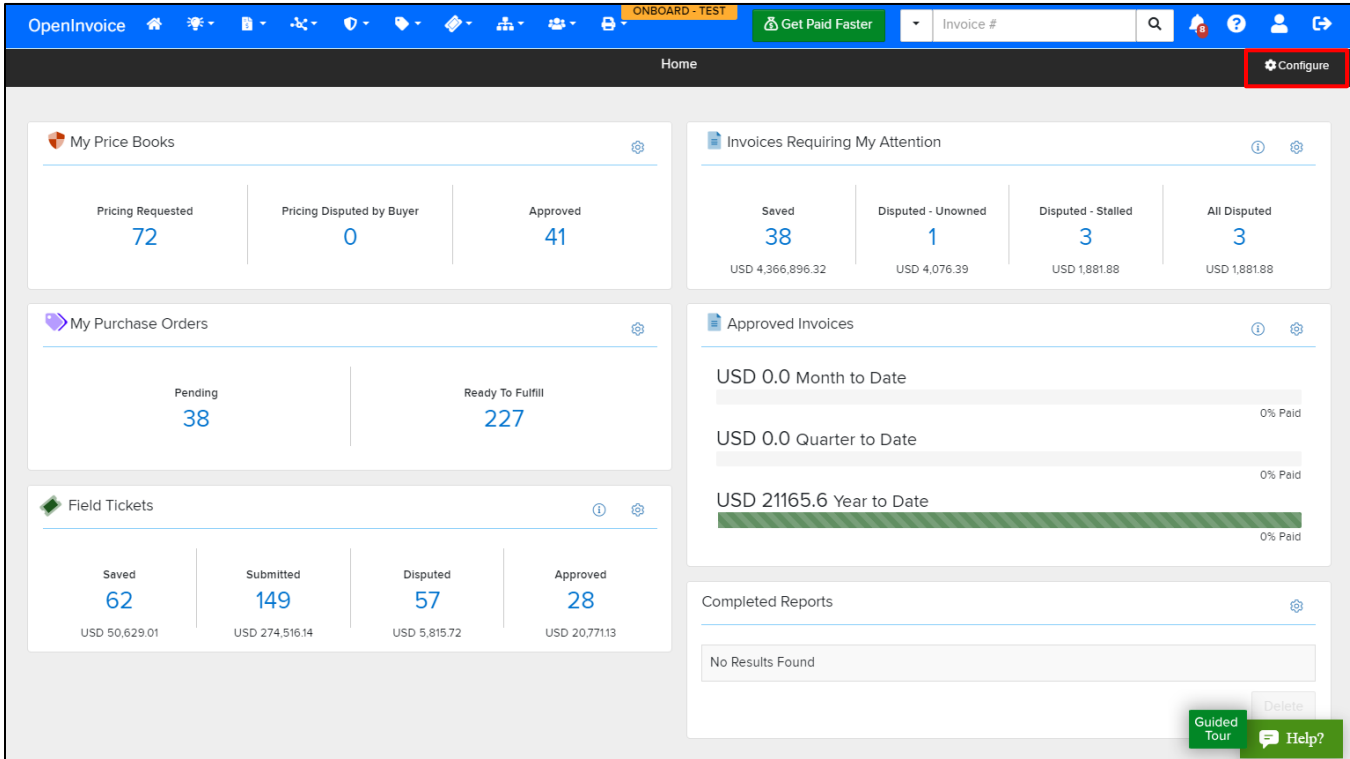 OpenInvoice
ONBOARD - TEST
Get Paid Faster
Invoice #
8
Home
Configure
My Price Books
Pricing Requested Pricing Disputed by Buyer Approved
72 0 41
Invoices Requiring My Attention
Saved Disputed - Unowned Disputed - Stalled All Disputed
38 1 3 3
USD 4,366,896.32 USD 4,076.39 USD 1,881.88 USD 1,881.88
My Purchase Orders
Pending Ready To Fulfill
38 227
Approved Invoices
USD 0.0 Month to Date
0% Paid
USD 0.0 Quarter to Date
0% Paid
USD 21165.6 Year to Date
0% Paid
Field Tickets
Saved Submitted Disputed Approved
62 149 57 28
USD 50,629.01 USD 274,516.14 USD 5,815.72 USD 20,771.13
Completed Reports
No Results Found
Delete
Guided
Tour
Help?